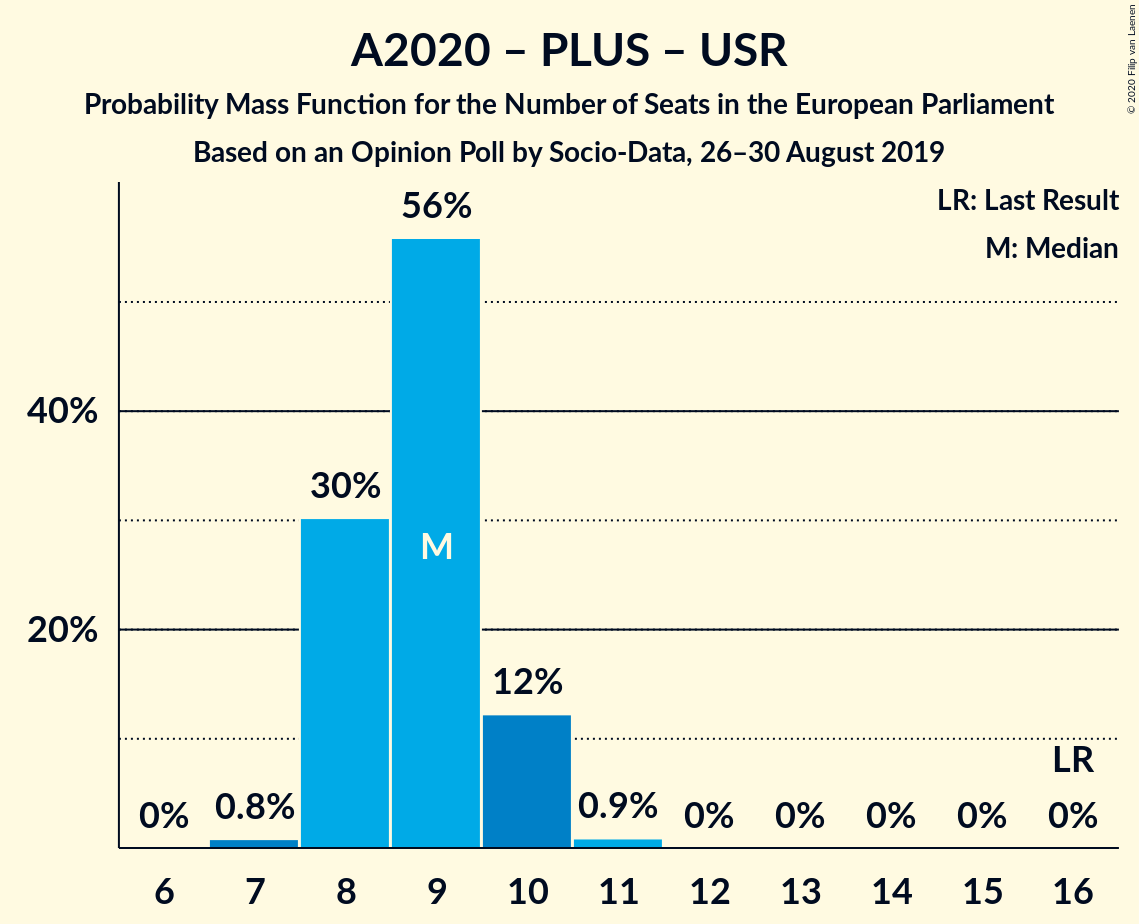 A2020 – PLUS – USR
Probability Mass Function for the Number of Seats in the European Parliament
Based on an Opinion Poll by Socio-Data, 26–30 August 2019
© 2020 Filip van Laenen
LR: Last Result
M: Median
56%
40%
30%
M
20%
12%
LR
0% 0.8% 0.9% 0% 0% 0% 0% 0%
6 7 8 9 10 11 12 13 14 15 16